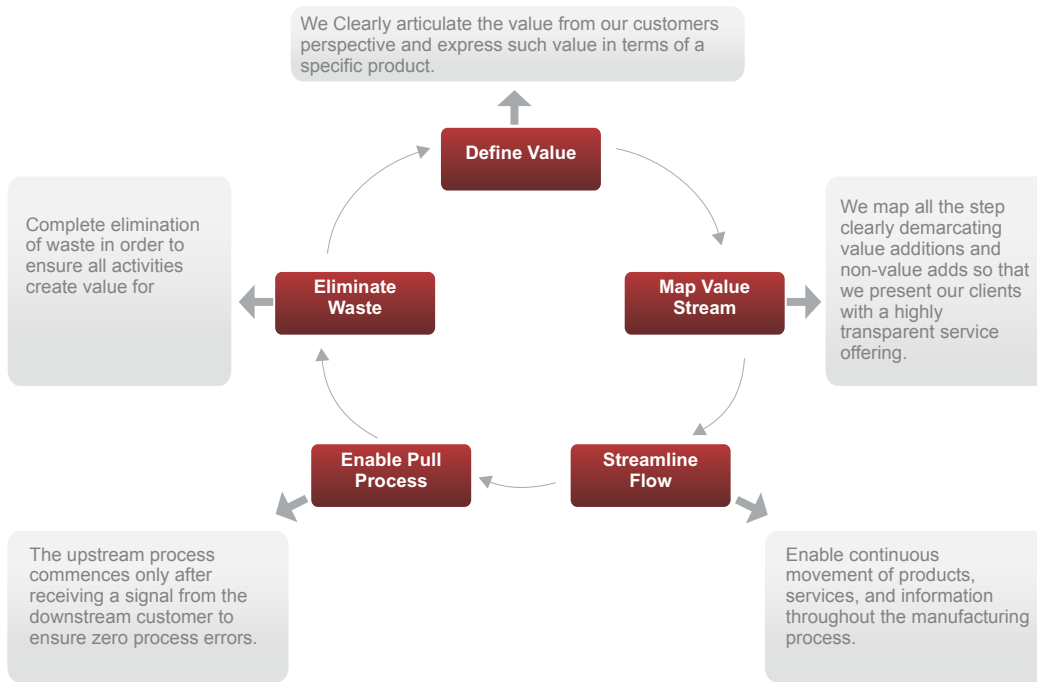 We Clearly articulate the value from our customers
perspective and express such value in terms of a
specific product.
Define Value
We map all the step
clearly demarcating
value additions and
non-value adds so that
we present our clients
with a highly
transparent service
offering.
Map Value
Stream
Complete elimination
of waste in order to
ensure all activities
create value for
Eliminate
Waste
Enable Pull
Process
Streamline
Flow
The upstream process
commences only after
receiving a signal from the
downstream customer to
ensure zero process errors.
Enable continuous
movement of products,
services, and information
throughout the manufacturing
process.